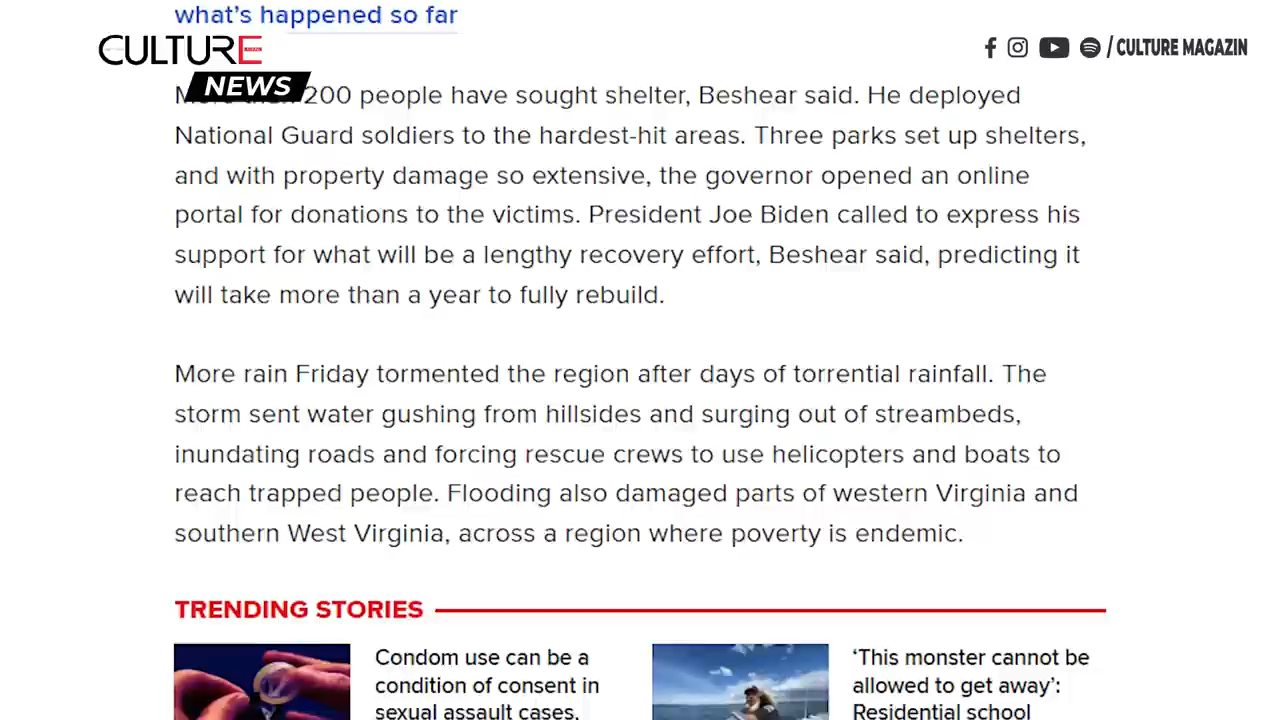 what's happened so far
CULTURE
NEWS
/ CULTURE MAGAZIN
200 people have sought shelter, Beshear said. He deployed
National Guard soldiers to the hardest-hit areas. Three parks set up shelters,
and with property damage so extensive, the governor opened an online
portal for donations to the victims. President Joe Biden called to express his
support for what will be a lengthy recovery effort, Beshear said, predicting it
will take more than a year to fully rebuild.
More rain Friday tormented the region after days of torrential rainfall. The
storm sent water gushing from hillsides and surging out of streambeds,
inundating roads and forcing rescue crews to use helicopters and boats to
reach trapped people. Flooding also damaged parts of western Virginia and
southern West Virginia, across a region where poverty is endemic.
TRENDING STORIES
Condom use can be a
condition of consent in
sexual assault cases,
‘This monster cannot be
allowed to get away’:
Residential school